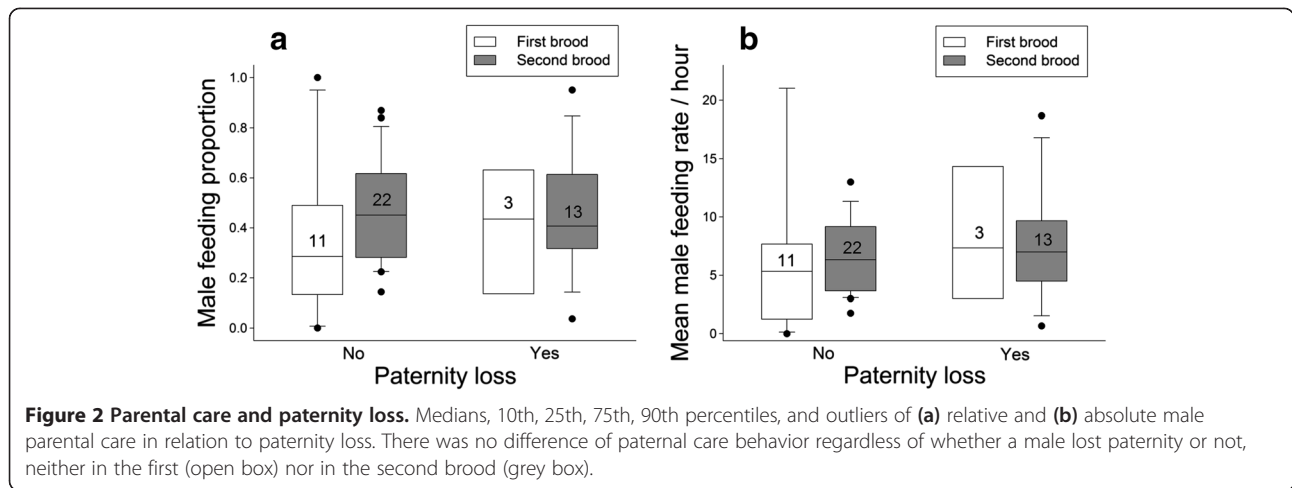 a
First brood
Second brood
Male feeding proportion
1.0
0.8
0.6
0.4
0.2
0.0
11
22
3
13
No
Yes
Paternity loss
b
First brood
Second brood
Mean male feeding rate / hour
20
15
10
5
0
11
22
3
13
No
Yes
Paternity loss
Figure 2 Parental care and paternity loss. Medians, 10th, 25th, 75th, 90th percentiles, and outliers of (a) relative and (b) absolute male
parental care in relation to paternity loss. There was no difference of paternal care behavior regardless of whether a male lost paternity or not,
neither in the first (open box) nor in the second brood (grey box).